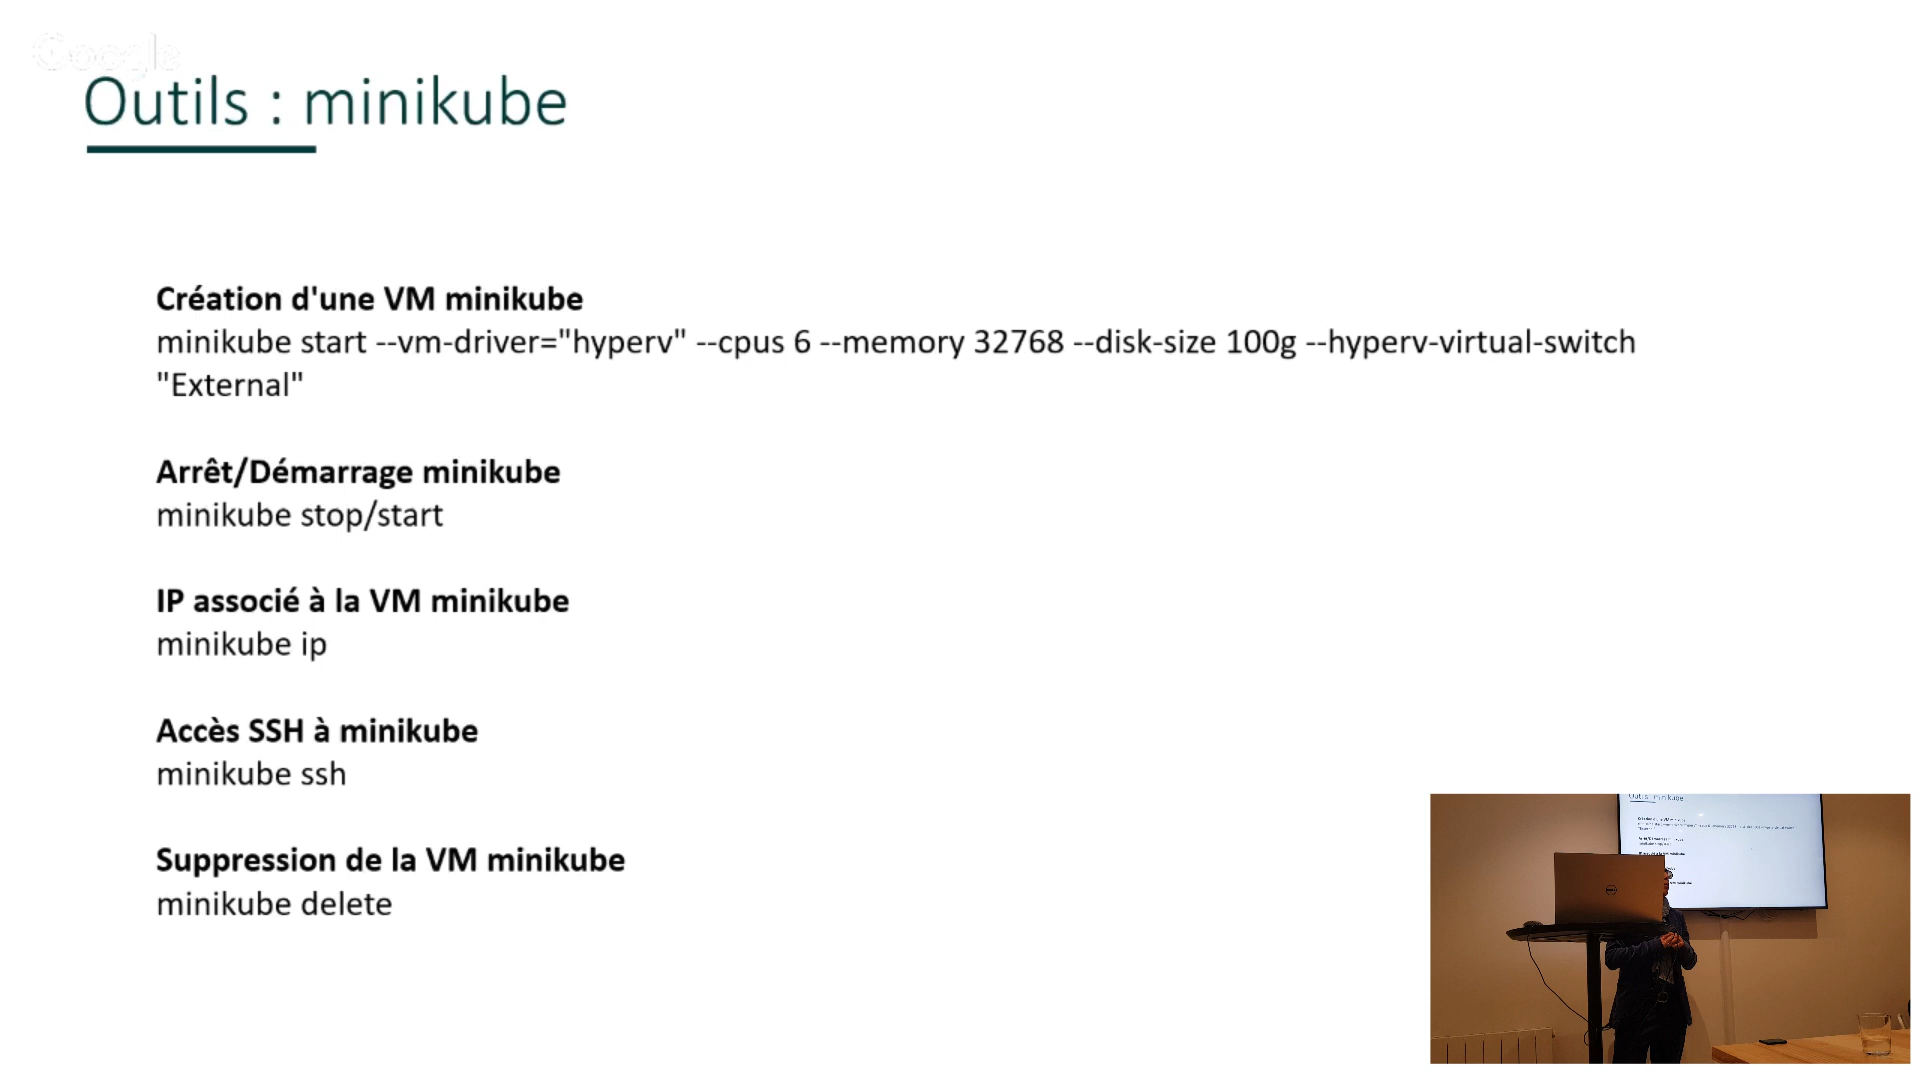 Google
Outils : minikube
Création d'une VM minikube
minikube start --vm-driver="hyperv" --cpus 6 --memory 32768 --disk-size 100g --hyperv-virtual-switch
"External"
Arrêt/Démarrage minikube
minikube stop/start
IP associé à la VM minikube
minikube ip
Accès SSH à minikube
minikube ssh
Suppression de la VM minikube
minikube delete